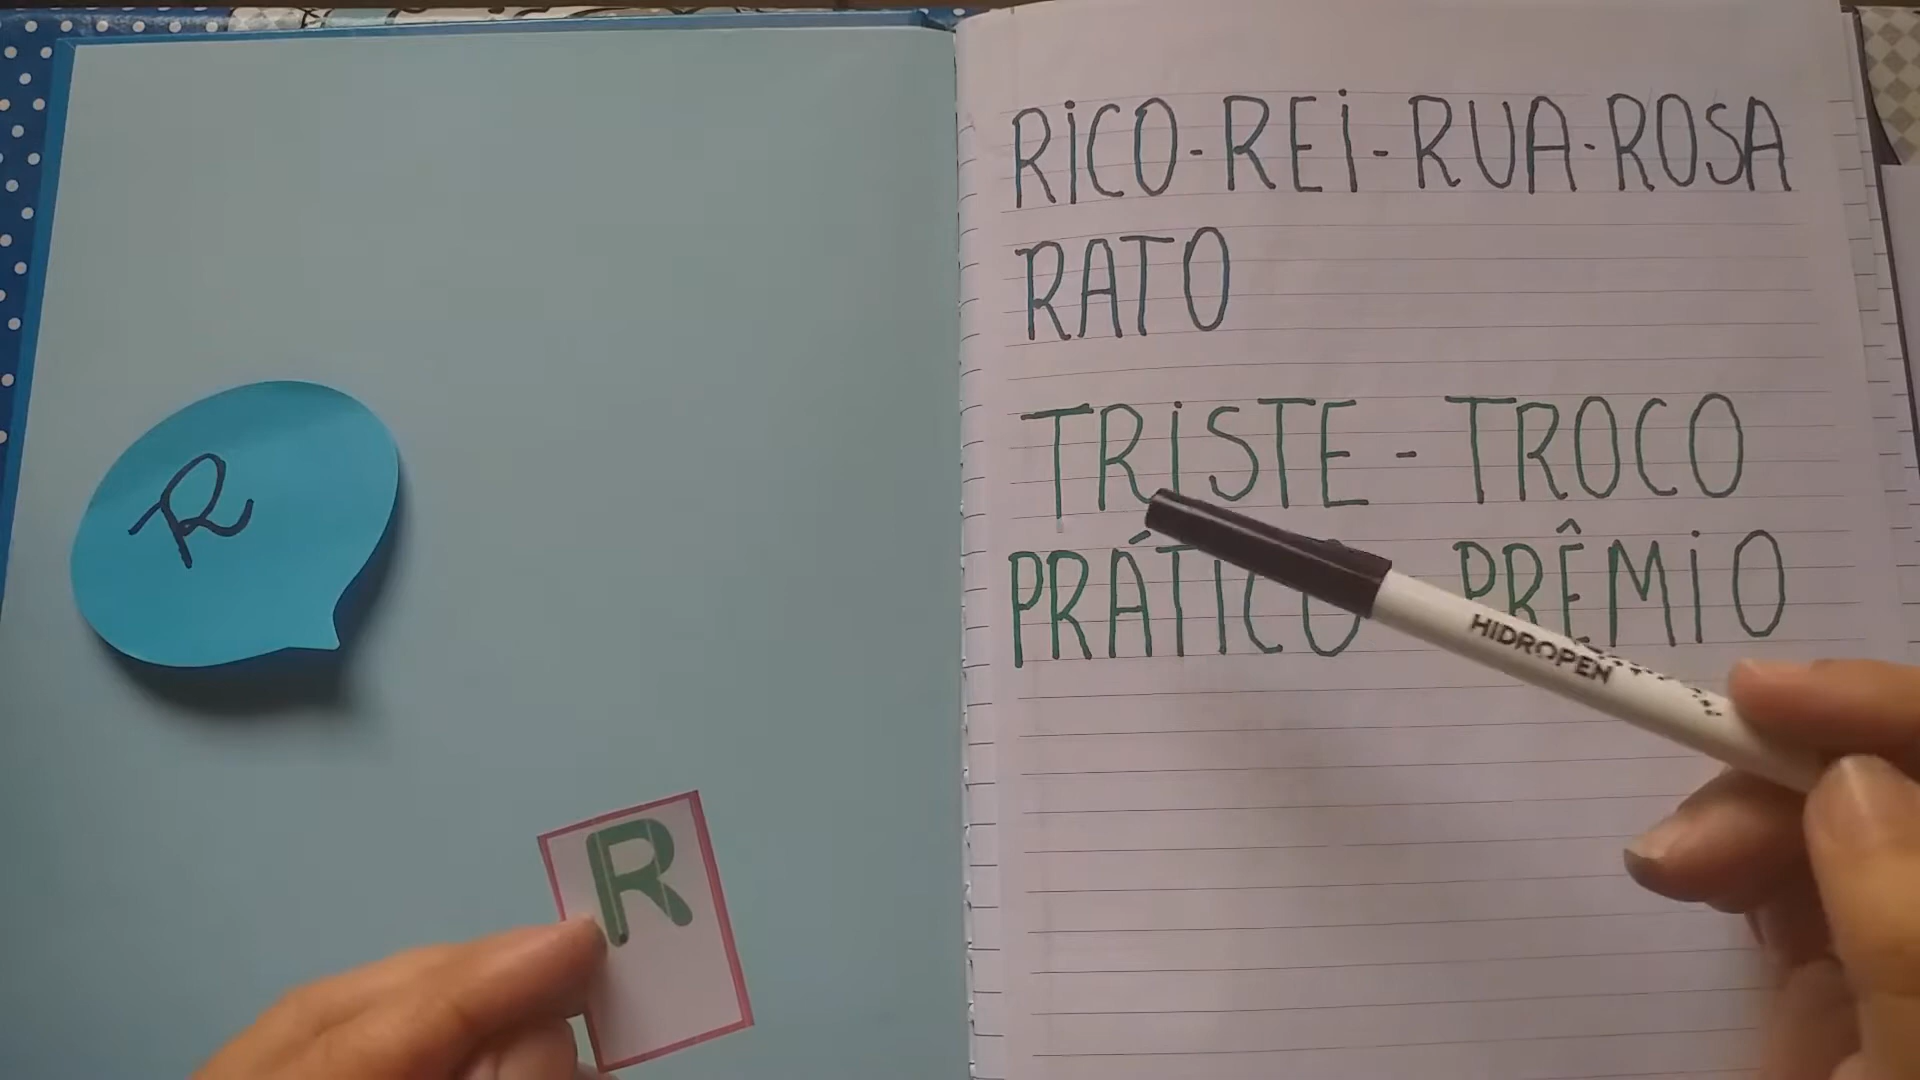 RICO - REI - RUA - ROSA
RATO
TRISTE - TROCO
PRÁTICO PRÊMIO
R
R
HIDROPEN